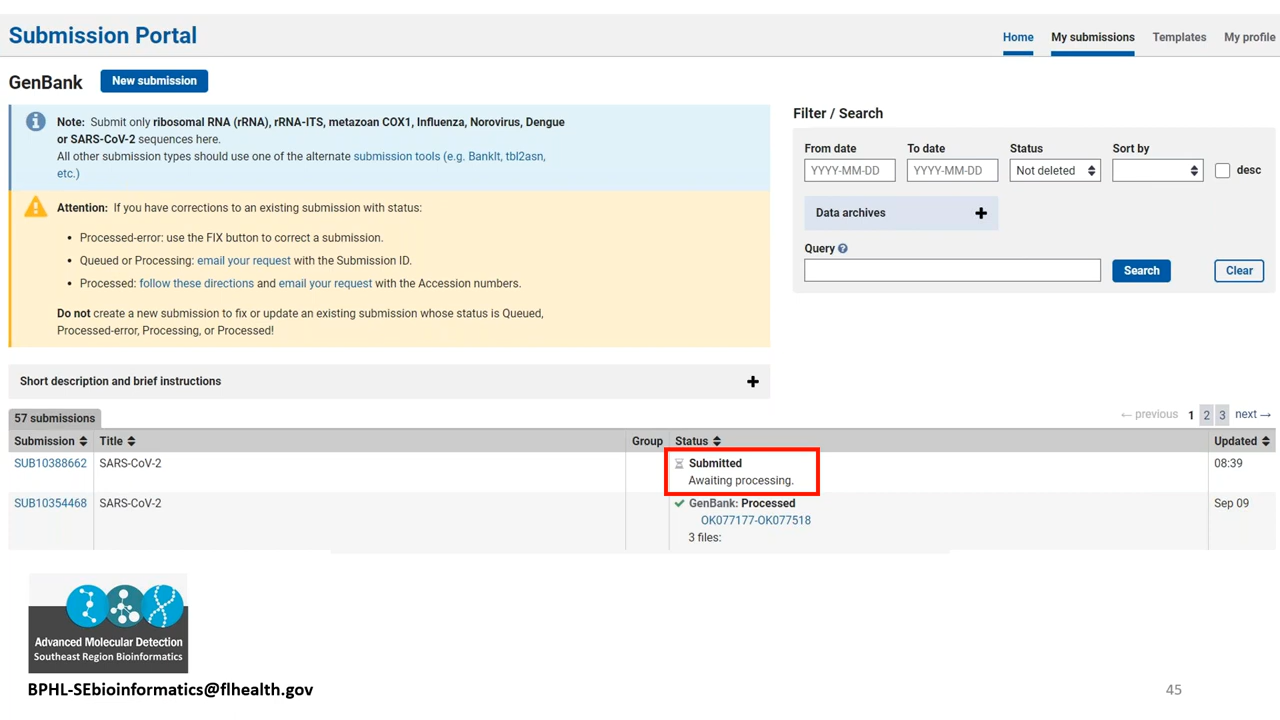 Submission Portal
Home My submissions Templates My profile
GenBank New submission
Note: Submit only ribosomal RNA (rRNA), rRNA-ITS, metazoan COX1, Influenza, Norovirus, Dengue
or SARS-CoV-2 sequences here.
All other submission types should use one of the alternate submission tools (e.g. BankIt, tbl2asn,
etc.)
Attention: If you have corrections to an existing submission with status:
• Processed-error: use the FIX button to correct a submission.
• Queued or Processing: email your request with the Submission ID.
• Processed: follow these directions and email your request with the Accession numbers.
Do not create a new submission to fix or update an existing submission whose status is Queued,
Processed-error, Processing, or Processed!
Short description and brief instructions
Filter / Search
From date To date Status Sort by
YYYY-MM-DD YYYY-MM-DD Not deleted desc
Data archives
Query
Search Clear
57 submissions
← previous 1 2 3 next →
Submission Title Group Status Updated
SUB10388662 SARS-CoV-2 Submitted 08:39
Awaiting processing.
SUB10354468 SARS-CoV-2 GenBank: Processed Sep 09
OK077177-OK077518
3 files:
Advanced Molecular Detection
Southeast Region Bioinformatics
BPHL-SEbioinformatics@flhealth.gov
45